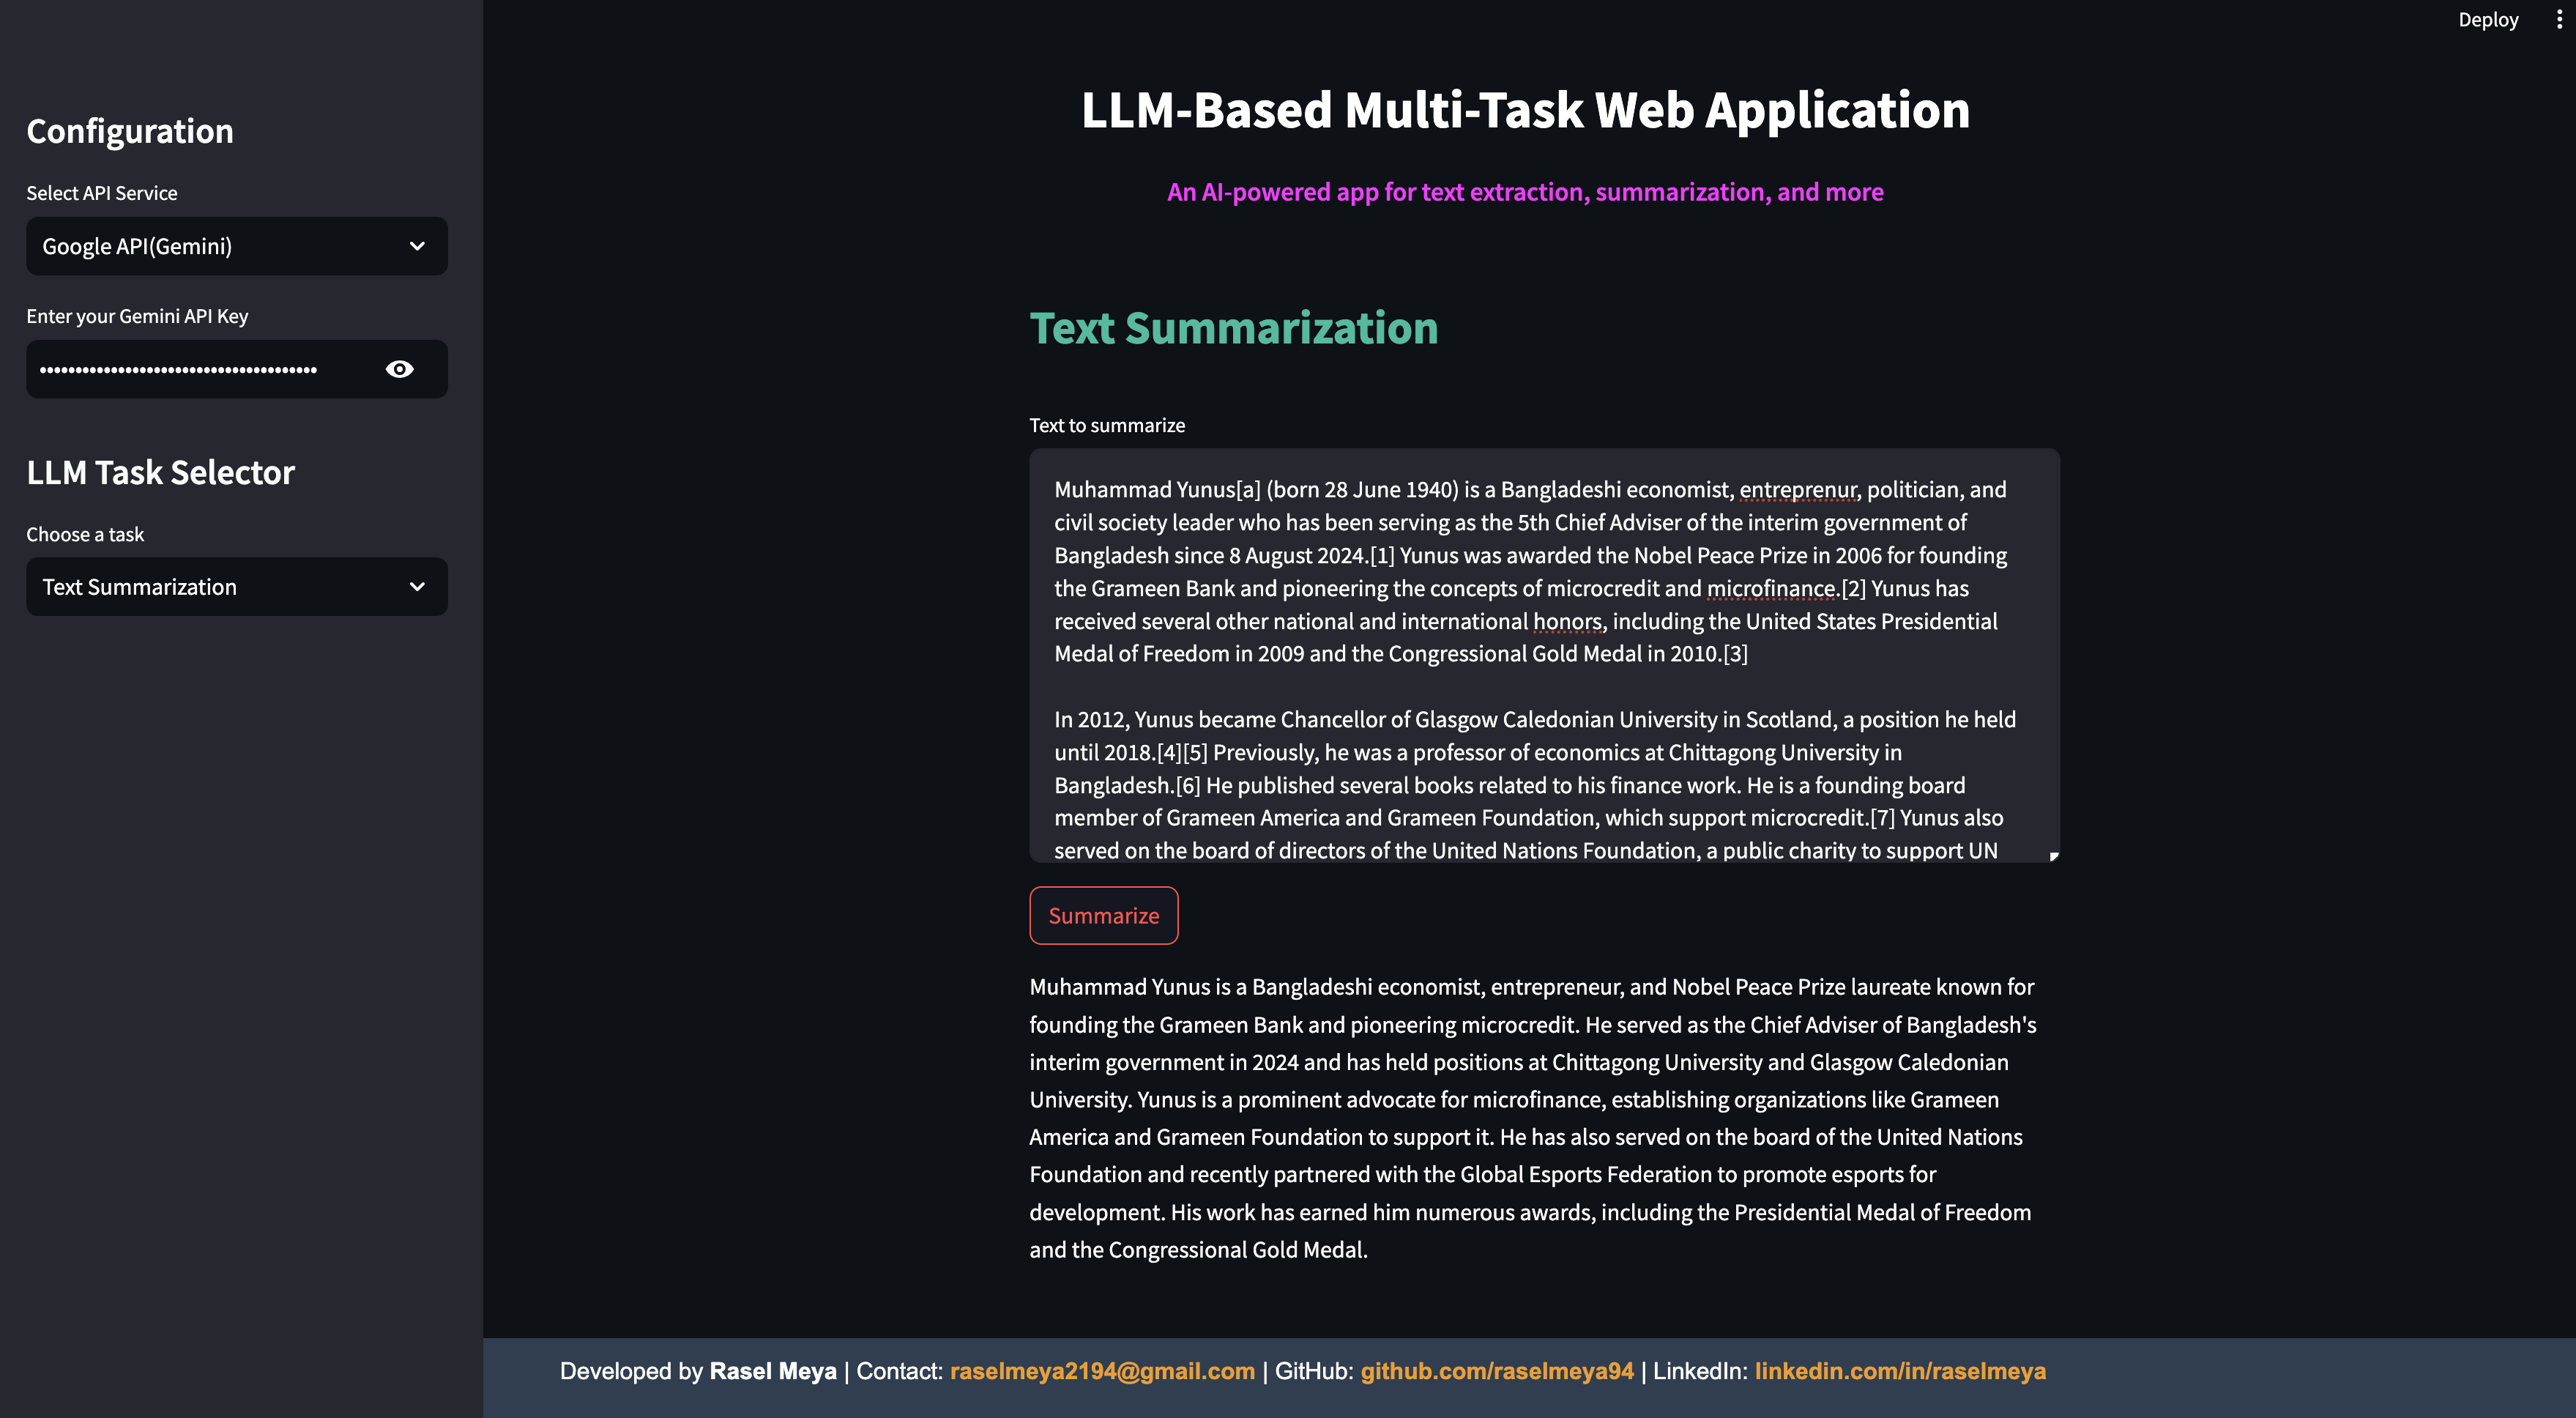 Deploy
Configuration
Select API Service
Google API(Gemini)
Enter your Gemini API Key
LLM Task Selector
Choose a task
Text Summarization
LLM-Based Multi-Task Web Application
An AI-powered app for text extraction, summarization, and more
Text Summarization
Text to summarize
Muhammad Yunus[a] (born 28 June 1940) is a Bangladeshi economist, entreprenur, politician, and
civil society leader who has been serving as the 5th Chief Adviser of the interim government of
Bangladesh since 8 August 2024.[1] Yunus was awarded the Nobel Peace Prize in 2006 for founding
the Grameen Bank and pioneering the concepts of microcredit and microfinance.[2] Yunus has
received several other national and international honors, including the United States Presidential
Medal of Freedom in 2009 and the Congressional Gold Medal in 2010.[3]
In 2012, Yunus became Chancellor of Glasgow Caledonian University in Scotland, a position he held
until 2018.[4][5] Previously, he was a professor of economics at Chittagong University in
Bangladesh.[6] He published several books related to his finance work. He is a founding board
member of Grameen America and Grameen Foundation, which support microcredit.[7] Yunus also
served on the board of directors of the United Nations Foundation, a public charity to support UN
Summarize
Muhammad Yunus is a Bangladeshi economist, entrepreneur, and Nobel Peace Prize laureate known for
founding the Grameen Bank and pioneering microcredit. He served as the Chief Adviser of Bangladesh's
interim government in 2024 and has held positions at Chittagong University and Glasgow Caledonian
University. Yunus is a prominent advocate for microfinance, establishing organizations like Grameen
America and Grameen Foundation to support it. He has also served on the board of the United Nations
Foundation and recently partnered with the Global Esports Federation to promote esports for
development. His work has earned him numerous awards, including the Presidential Medal of Freedom
and the Congressional Gold Medal.
Developed by Rasel Meya | Contact: raselmeya2194@gmail.com | GitHub: github.com/raselmeya94 | LinkedIn: linkedin.com/in/raselmeya